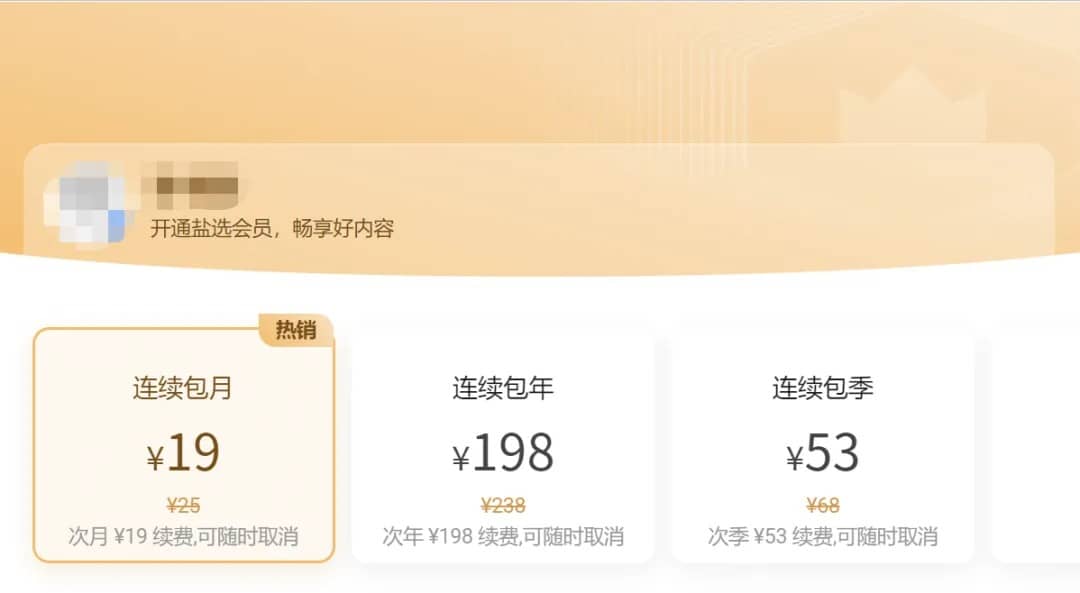 开通盐选会员，畅享好内容
热销
连续包月
¥19
¥25
次月 ¥19 续费,可随时取消
连续包年
¥198
¥238
次年 ¥198 续费,可随时取消
连续包季
¥53
¥68
次季 ¥53 续费,可随时取消